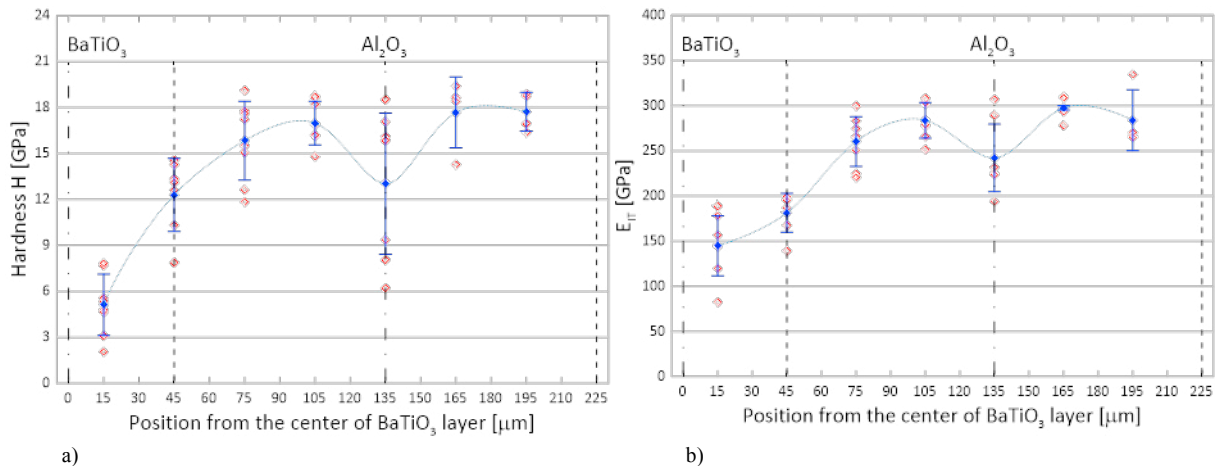 24
21
18
15
12
9
6
3
0
Hardness H [GPa]
BaTiO₃
Al₂O₃
0 15 30 45 60 75 90 105 120 135 150 165 180 195 210 225
Position from the center of BaTiO₃ layer [μm]
a)
400
350
300
250
200
150
100
50
0
E_IT [GPa]
BaTiO₃
Al₂O₃
0 15 30 45 60 75 90 105 120 135 150 165 180 195 210 225
Position from the center of BaTiO₃ layer [μm]
b)